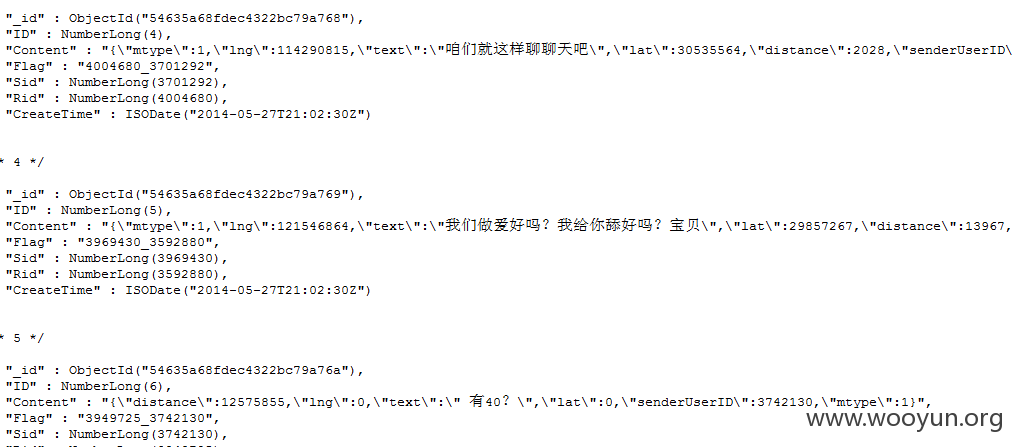 "_id" : ObjectId("54635a68fdec4322bc79a768"),
"ID" : NumberLong(4),
"Content" : "{\"mtype\":1,\"lng\":114290815,\"text\":\"咱们就这样聊聊天吧\",\"lat\":30535564,\"distance\":2028,\"senderUserID\
"Flag" : "4004680_3701292",
"Sid" : NumberLong(3701292),
"Rid" : NumberLong(4004680),
"CreateTime" : ISODate("2014-05-27T21:02:30Z")
* 4 */
"_id" : ObjectId("54635a68fdec4322bc79a769"),
"ID" : NumberLong(5),
"Content" : "{\"mtype\":1,\"lng\":121546864,\"text\":\"我们做爱好吗？我给你舔好吗？宝贝\",\"lat\":29857267,\"distance\":13967,
"Flag" : "3969430_3592880",
"Sid" : NumberLong(3969430),
"Rid" : NumberLong(3592880),
"CreateTime" : ISODate("2014-05-27T21:02:30Z")
* 5 */
"_id" : ObjectId("54635a68fdec4322bc79a76a"),
"ID" : NumberLong(6),
"Content" : "{\"distance\":12575855,\"lng\":0,\"text\":\" 有40？\",\"lat\":0,\"senderUserID\":3742130,\"mtype\":1}",
"Flag" : "3949725_3742130",
"Sid" : NumberLong(3742130),
www.wooyun.org